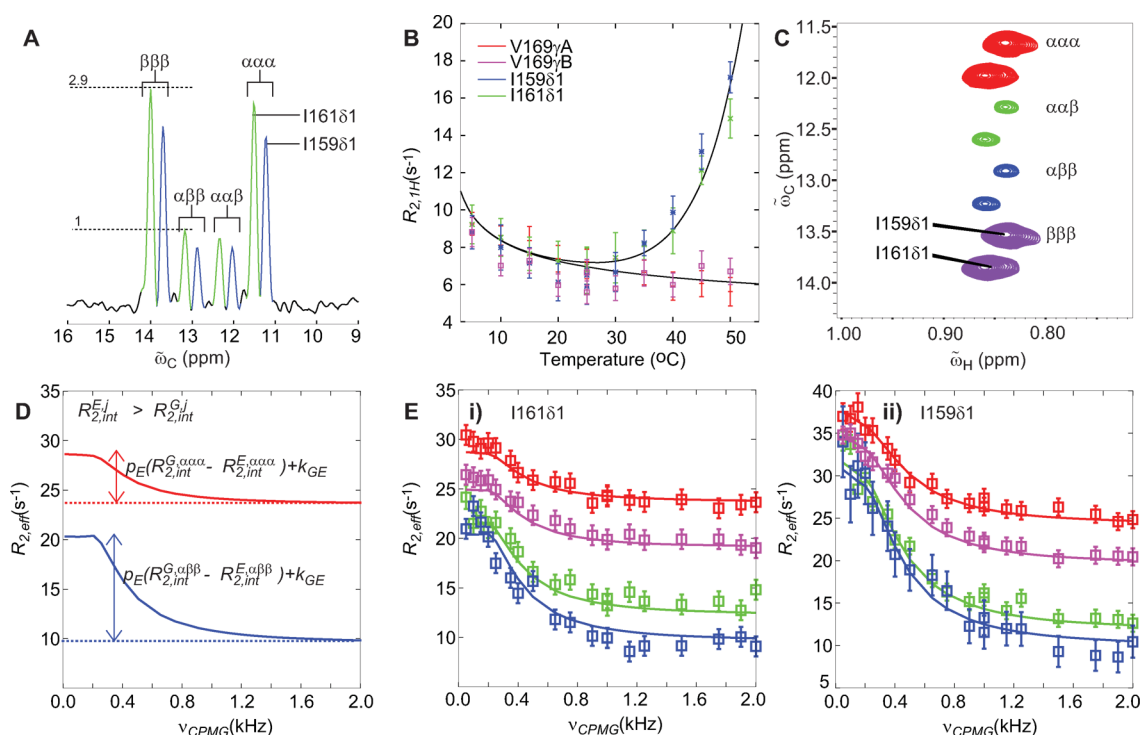 A
2.9
βββ
ααα
I161δ1
I159δ1
αββ
ααβ
1
16 15 14 13 12 11 10 9
ω̃C (ppm)
B
V169γA
V169γB
I159δ1
I161δ1
20
18
16
14
12
10
8
6
4
R2,1H(s-1)
10 20 30 40 50
Temperature (oC)
C
11.5
12.0
12.5
13.0
13.5
14.0
ω̃C (ppm)
ααα
ααβ
αββ
I159δ1
βββ
I161δ1
1.00 0.90 0.80
ω̃H (ppm)
D
R2,intE,j > R2,intG,j
35
30
25
20
15
10
R2,eff(s-1)
pE(R2,intG,ααα- R2,intE,ααα)+kGE
pE(R2,intG,αββ- R2,intE,αββ)+kGE
0.0 0.4 0.8 1.2 1.6 2.0
νCPMG(kHz)
E i) I161δ1
35
30
25
20
15
10
R2,eff(s-1)
0.0 0.4 0.8 1.2 1.6 2.0
νCPMG(kHz)
ii) I159δ1
40
35
30
25
20
15
10
5
R2,eff(s-1)
0.0 0.4 0.8 1.2 1.6 2.0
νCPMG(kHz)